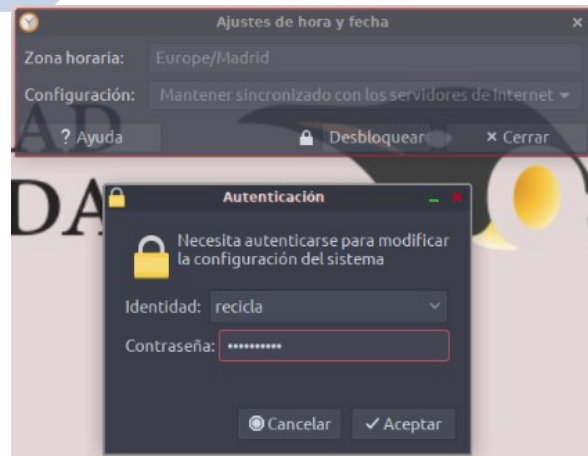 Ajustes de hora y fecha
Zona horaria: Europe/Madrid
Configuración: Mantener sincronizado con los servidores de Internet
? Ayuda Desbloquear × Cerrar
AD
DA
Autenticación
Necesita autenticarse para modificar
la configuración del sistema
Identidad: recicla
Contraseña: ••••••••••
Cancelar Aceptar